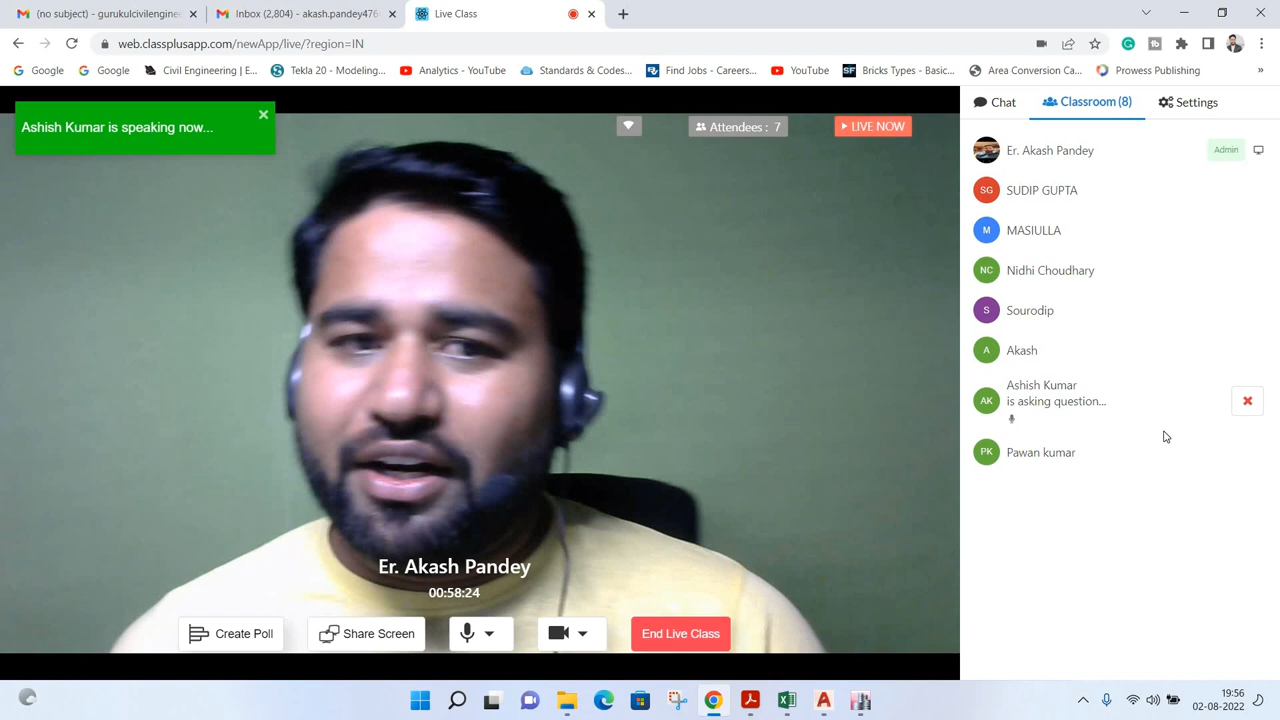 (no subject) - gurukulcivilengine
Inbox (2,804) - akash.pandey476
Live Class
web.classplusapp.com/newApp/live/?region=IN
Google
Google
Civil Engineering | E...
Tekla 20 - Modeling...
Analytics - YouTube
Standards & Codes...
Find Jobs - Careers...
YouTube
Bricks Types - Basic...
Area Conversion Ca...
Prowess Publishing
»
Ashish Kumar is speaking now...
Attendees : 7
LIVE NOW
Chat
Classroom (8)
Settings
Er. Akash Pandey
Admin
SG SUDIP GUPTA
M MASIULLA
NC Nidhi Choudhary
S Sourodip
A Akash
Ashish Kumar
AK is asking question...
PK Pawan kumar
Er. Akash Pandey
00:58:24
Create Poll
Share Screen
End Live Class
19:56
02-08-2022